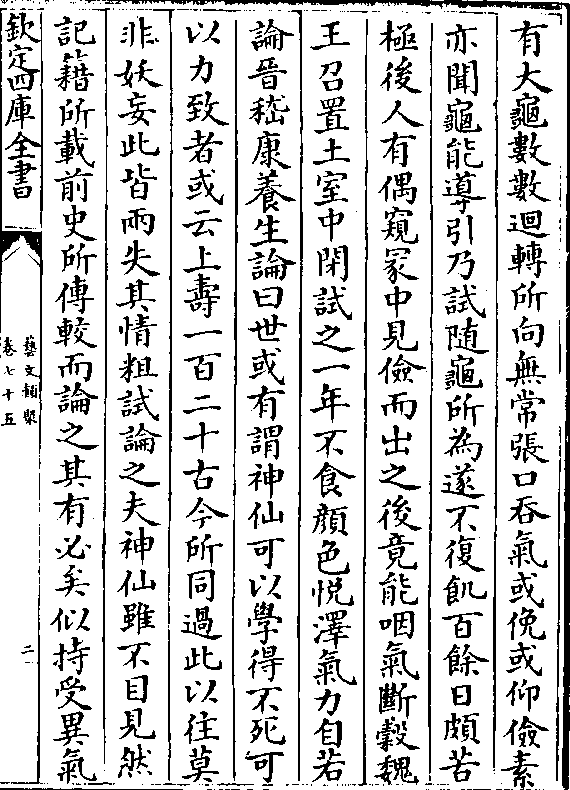 有大龜數數迴轉所向無常張口吞氣或俛或仰儉素
亦聞龜能導引乃試随龜所為遂不復飢百餘日頗苦
極後人有偶窺冢中見儉而出之後竟能咽氣斷穀魏
王召置土室中閉試之一年不食顔色悦澤氣力自若
論晉嵇康養生論曰世或有謂神仙可以學得不死可
以力致者或云上壽一百二十古今所同過此以往莫
非妖妄此皆兩失其情粗試論之夫神仙雖不目見然
記籍所載前史所傳較而論之其有必矣似持受異氣
欽定四庫全書
藝文類聚
卷七十五
二